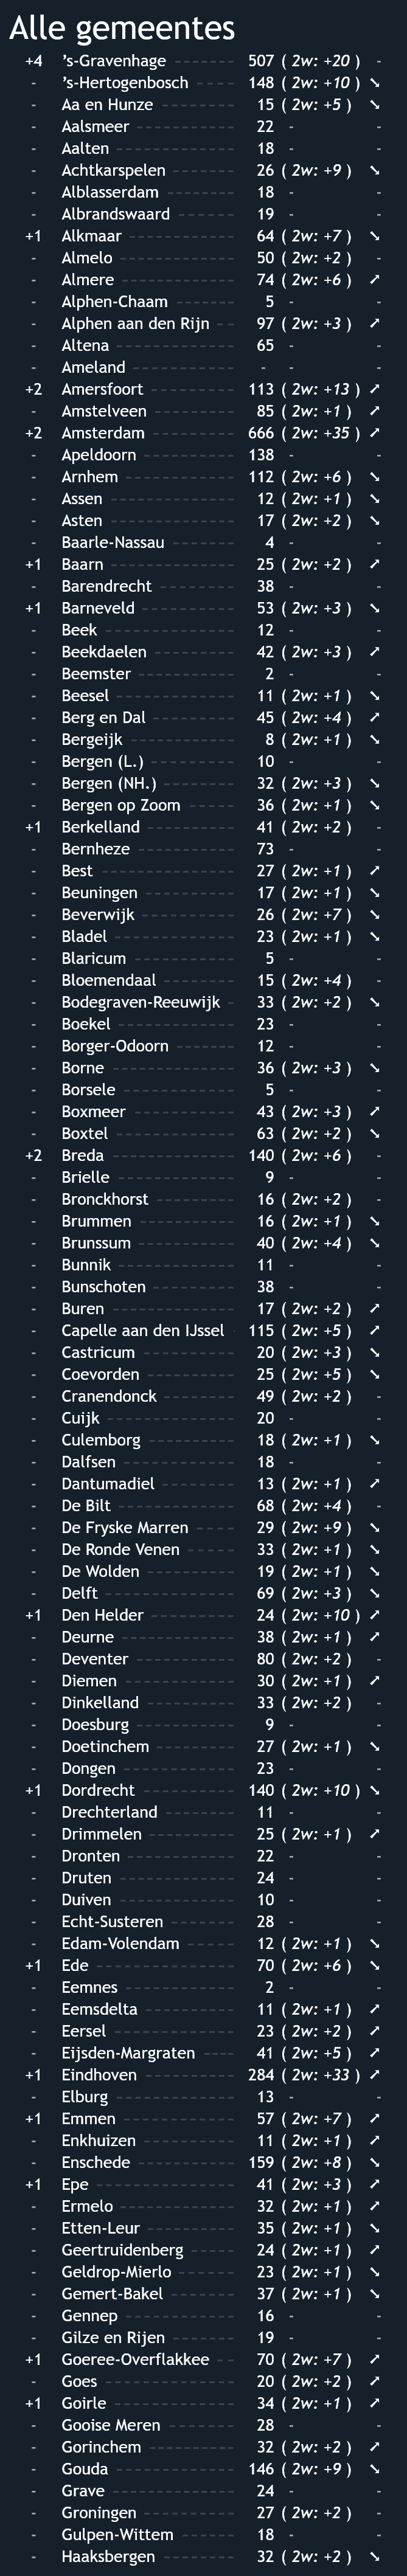 Alle gemeentes
+4 ’s-Gravenhage 507 ( 2w: +20 ) -
- ’s-Hertogenbosch 148 ( 2w: +10 ) ➘
- Aa en Hunze 15 ( 2w: +5 ) ➘
- Aalsmeer 22 - -
- Aalten 18 - -
- Achtkarspelen 26 ( 2w: +9 ) ➘
- Alblasserdam 18 - -
- Albrandswaard 19 - -
+1 Alkmaar 64 ( 2w: +7 ) ➘
- Almelo 50 ( 2w: +2 ) -
- Almere 74 ( 2w: +6 ) ➚
- Alphen-Chaam 5 - -
- Alphen aan den Rijn 97 ( 2w: +3 ) ➚
- Altena 65 - -
- Ameland - - -
+2 Amersfoort 113 ( 2w: +13 ) ➚
- Amstelveen 85 ( 2w: +1 ) ➚
+2 Amsterdam 666 ( 2w: +35 ) ➚
- Apeldoorn 138 - -
- Arnhem 112 ( 2w: +6 ) ➘
- Assen 12 ( 2w: +1 ) ➘
- Asten 17 ( 2w: +2 ) ➘
- Baarle-Nassau 4 - -
+1 Baarn 25 ( 2w: +2 ) ➚
- Barendrecht 38 - -
+1 Barneveld 53 ( 2w: +3 ) ➘
- Beek 12 - -
- Beekdaelen 42 ( 2w: +3 ) ➚
- Beemster 2 - -
- Beesel 11 ( 2w: +1 ) ➘
- Berg en Dal 45 ( 2w: +4 ) ➚
- Bergeijk 8 ( 2w: +1 ) ➘
- Bergen (L.) 10 - -
- Bergen (NH.) 32 ( 2w: +3 ) ➘
- Bergen op Zoom 36 ( 2w: +1 ) ➘
+1 Berkelland 41 ( 2w: +2 ) -
- Bernheze 73 - -
- Best 27 ( 2w: +1 ) ➚
- Beuningen 17 ( 2w: +1 ) ➘
- Beverwijk 26 ( 2w: +7 ) ➘
- Bladel 23 ( 2w: +1 ) ➘
- Blaricum 5 - -
- Bloemendaal 15 ( 2w: +4 ) -
- Bodegraven-Reeuwijk 33 ( 2w: +2 ) ➘
- Boekel 23 - -
- Borger-Odoorn 12 - -
- Borne 36 ( 2w: +3 ) ➘
- Borsele 5 - -
- Boxmeer 43 ( 2w: +3 ) ➚
- Boxtel 63 ( 2w: +2 ) ➘
+2 Breda 140 ( 2w: +6 ) -
- Brielle 9 - -
- Bronckhorst 16 ( 2w: +2 ) -
- Brummen 16 ( 2w: +1 ) ➘
- Brunssum 40 ( 2w: +4 ) ➘
- Bunnik 11 - -
- Bunschoten 38 - -
- Buren 17 ( 2w: +2 ) ➚
- Capelle aan den IJssel 115 ( 2w: +5 ) ➚
- Castricum 20 ( 2w: +3 ) ➘
- Coevorden 25 ( 2w: +5 ) ➘
- Cranendonck 49 ( 2w: +2 ) -
- Cuijk 20 - -
- Culemborg 18 ( 2w: +1 ) ➘
- Dalfsen 18 - -
- Dantumadiel 13 ( 2w: +1 ) ➚
- De Bilt 68 ( 2w: +4 ) -
- De Fryske Marren 29 ( 2w: +9 ) ➘
- De Ronde Venen 33 ( 2w: +1 ) ➘
- De Wolden 19 ( 2w: +1 ) ➘
- Delft 69 ( 2w: +3 ) ➘
+1 Den Helder 24 ( 2w: +10 ) ➚
- Deurne 38 ( 2w: +1 ) ➚
- Deventer 80 ( 2w: +2 ) -
- Diemen 30 ( 2w: +1 ) ➚
- Dinkelland 33 ( 2w: +2 ) -
- Doesburg 9 - -
- Doetinchem 27 ( 2w: +1 ) ➘
- Dongen 23 - -
+1 Dordrecht 140 ( 2w: +10 ) ➘
- Drechterland 11 - -
- Drimmelen 25 ( 2w: +1 ) ➚
- Dronten 22 - -
- Druten 24 - -
- Duiven 10 - -
- Echt-Susteren 28 - -
- Edam-Volendam 12 ( 2w: +1 ) ➘
+1 Ede 70 ( 2w: +6 ) ➘
- Eemnes 2 - -
- Eemsdelta 11 ( 2w: +1 ) ➚
- Eersel 23 ( 2w: +2 ) ➚
- Eijsden-Margraten 41 ( 2w: +5 ) ➚
+1 Eindhoven 284 ( 2w: +33 ) ➚
- Elburg 13 - -
+1 Emmen 57 ( 2w: +7 ) ➚
- Enkhuizen 11 ( 2w: +1 ) ➚
- Enschede 159 ( 2w: +8 ) ➘
+1 Epe 41 ( 2w: +3 ) ➚
- Ermelo 32 ( 2w: +1 ) ➚
- Etten-Leur 35 ( 2w: +1 ) ➘
- Geertruidenberg 24 ( 2w: +1 ) ➚
- Geldrop-Mierlo 23 ( 2w: +1 ) ➘
- Gemert-Bakel 37 ( 2w: +1 ) ➘
- Gennep 16 - -
- Gilze en Rijen 19 - -
+1 Goeree-Overflakkee 70 ( 2w: +7 ) ➚
- Goes 20 ( 2w: +2 ) ➚
+1 Goirle 34 ( 2w: +1 ) ➚
- Gooise Meren 28 - -
- Gorinchem 32 ( 2w: +2 ) ➚
- Gouda 146 ( 2w: +9 ) ➘
- Grave 24 - -
- Groningen 27 ( 2w: +2 ) -
- Gulpen-Wittem 18 - -
- Haaksbergen 32 ( 2w: +2 ) ➘